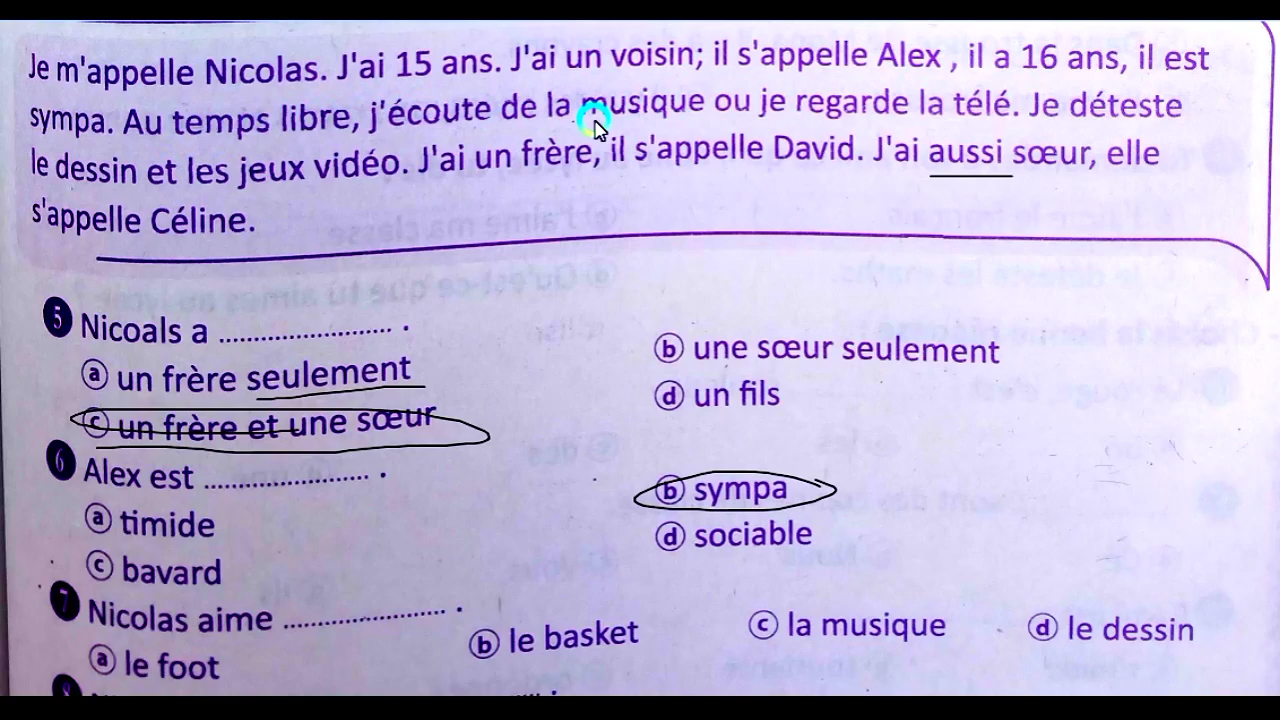 Je m'appelle Nicolas. J'ai 15 ans. J'ai un voisin; il s'appelle Alex , il a 16 ans, il est
sympa. Au temps libre, j'écoute de la musique ou je regarde la télé. Je déteste
le dessin et les jeux vidéo. J'ai un frère, il s'appelle David. J'ai aussi sœur, elle
s'appelle Céline.
5 Nicoals a ........................ .
a un frère seulement
b une sœur seulement
c un frère et une sœur
d un fils
6 Alex est ........................ .
a timide
b sympa
c bavard
d sociable
7 Nicolas aime ........................ .
a le foot
b le basket
c la musique
d le dessin
8